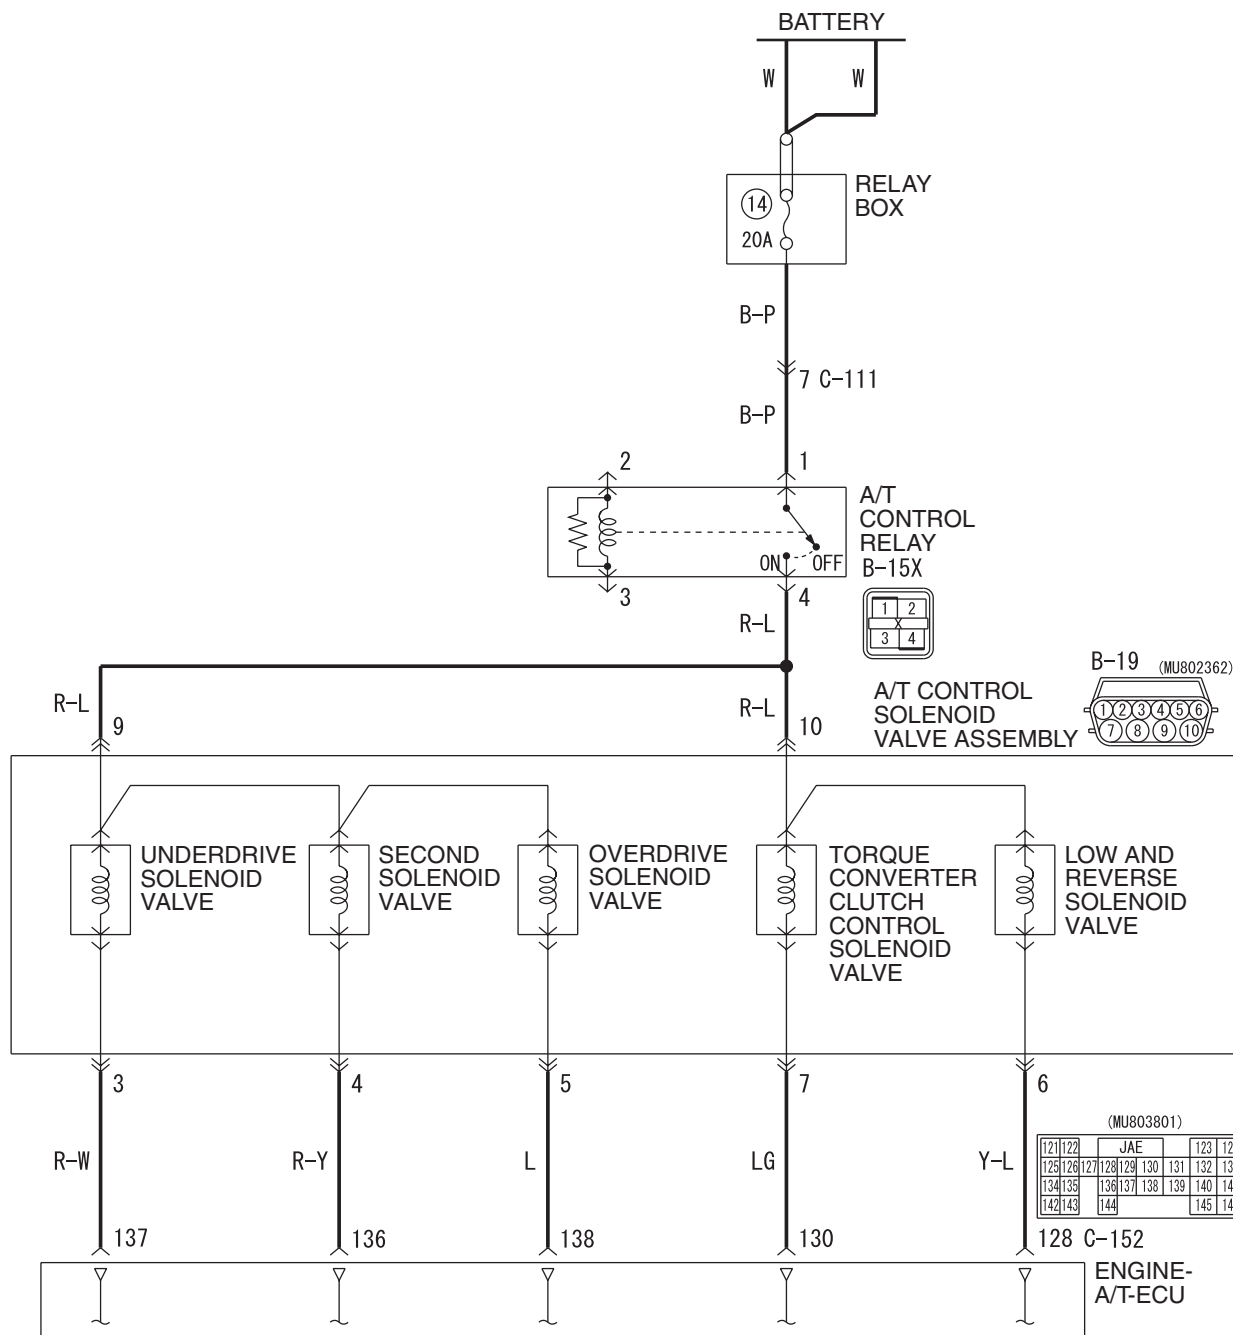 BATTERY
W
W
RELAY
BOX
14
20A
B-P
7 C-111
B-P
2
1
A/T
CONTROL
RELAY
B-15X
ON
OFF
3
4
1 2
X
3 4
R-L
B-19 (MU802362)
1 2 3 4 5 6
7 8 9 10
A/T CONTROL
SOLENOID
VALVE ASSEMBLY
R-L
9
R-L
10
UNDERDRIVE
SOLENOID
VALVE
SECOND
SOLENOID
VALVE
OVERDRIVE
SOLENOID
VALVE
TORQUE
CONVERTER
CLUTCH
CONTROL
SOLENOID
VALVE
LOW AND
REVERSE
SOLENOID
VALVE
3
4
5
7
6
R-W
R-Y
L
LG
Y-L
(MU803801)
121 122 JAE 123
125 126 127 128 129 130 131 132
134 135 136 137 138 139 140
142 143 144 145
137
136
138
130
128 C-152
ENGINE-
A/T-ECU